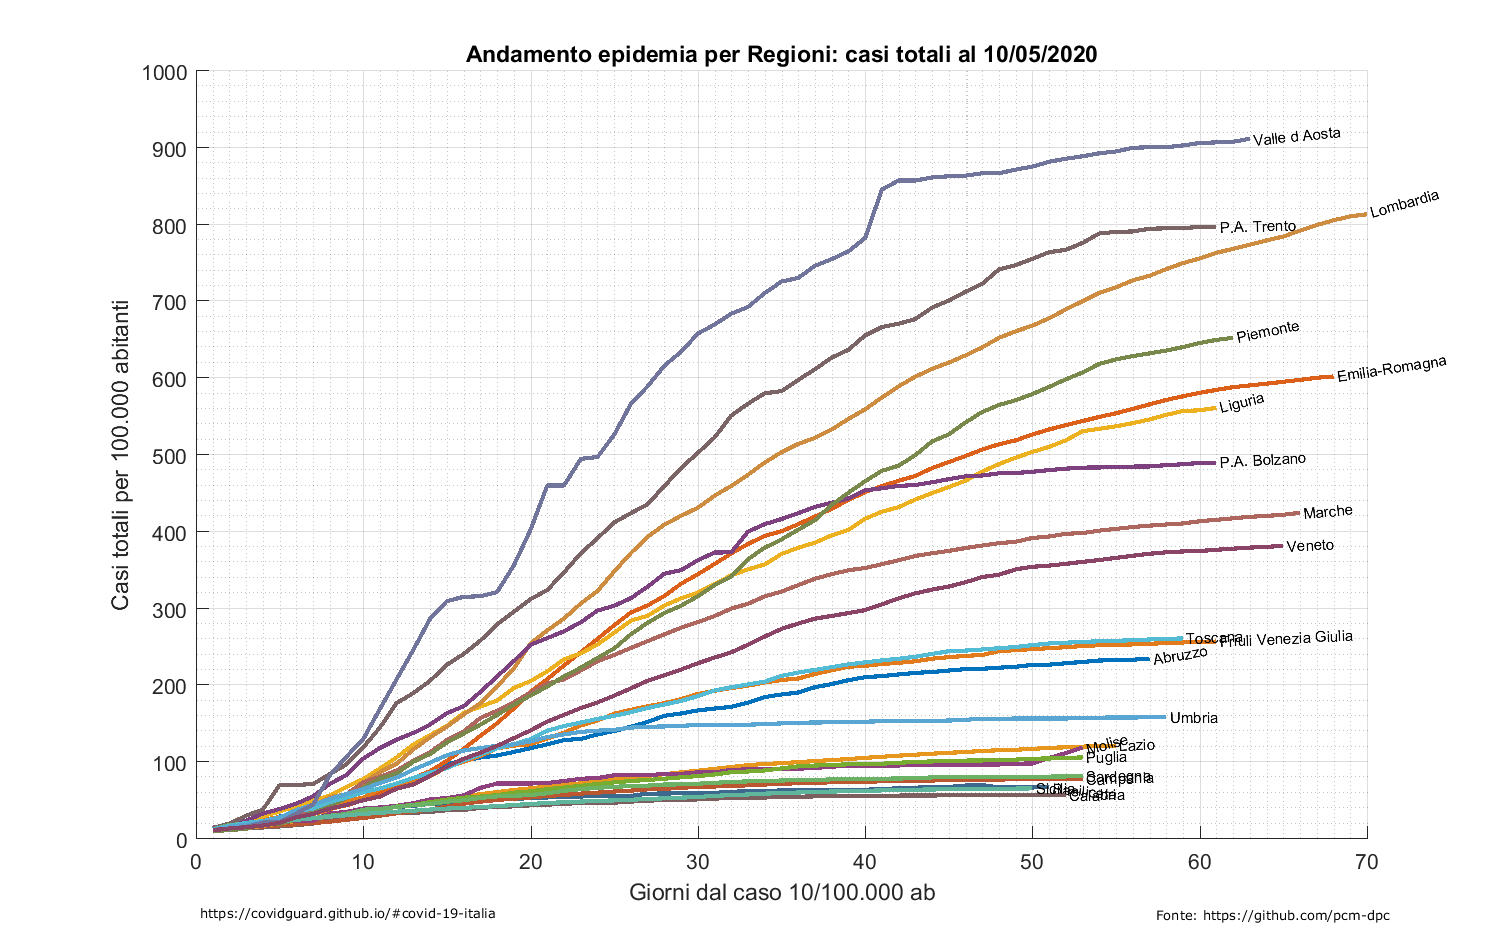 Andamento epidemia per Regioni: casi totali al 10/05/2020
Casi totali per 100.000 abitanti
1000
900
800
700
600
500
400
300
200
100
0
Valle d Aosta
Lombardia
P.A. Trento
Piemonte
Emilia-Romagna
Liguria
P.A. Bolzano
Marche
Veneto
Toscana
Friuli Venezia Giulia
Abruzzo
Umbria
Molise
Lazio
Puglia
Sardegna
Campania
Sicilia
Basilicata
Calabria
0 10 20 30 40 50 60 70
Giorni dal caso 10/100.000 ab
https://covidguard.github.io/#covid-19-italia
Fonte: https://github.com/pcm-dpc